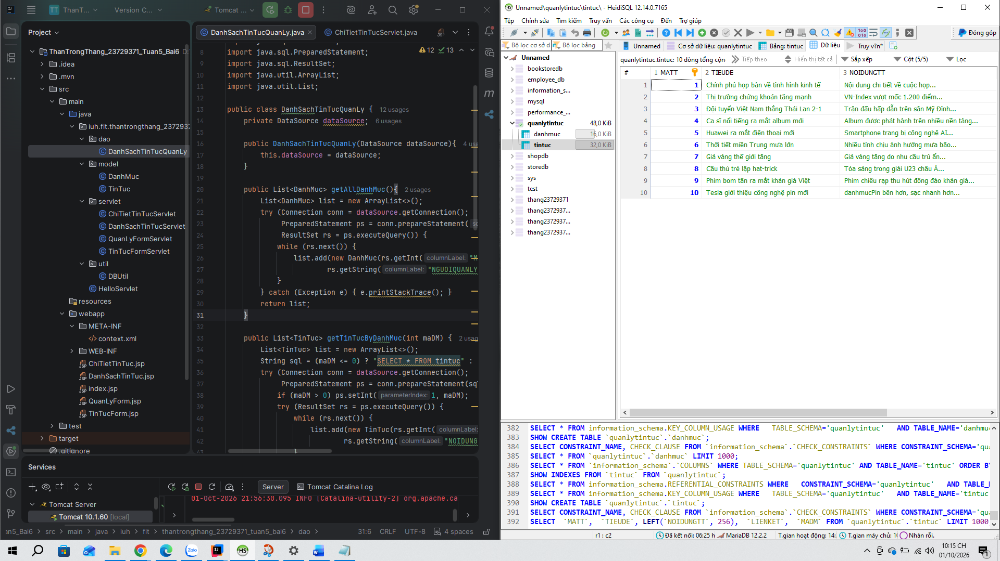 TT ThanT...
Version C...
Tomcat ...
Project
ThanTrongThang_23729371_Tuan5_Bai6 D:
.idea
.mvn
src
main
java
iuh.fit.thantrongthang_23729
dao
DanhSachTinTucQuanLy
model
DanhMuc
TinTuc
servlet
ChiTietTinTucServlet
DanhSachTinTucServlet
QuanLyFormServlet
TinTucFormServlet
util
DBUtil
HelloServlet
resources
webapp
META-INF
context.xml
WEB-INF
ChiTietTinTuc.jsp
DanhSachTinTuc.jsp
index.jsp
QuanLyForm.jsp
TinTucForm.jsp
test
target
.gitignore
DanhSachTinTucQuanLy.java
ChiTietTinTucServlet.java
12 13
8 import java.sql.PreparedStatement;
9 import java.sql.ResultSet;
10 import java.util.ArrayList;
11 import java.util.List;
12
13 public class DanhSachTinTucQuanLy { 12 usages
14 private DataSource dataSource; 6 usages
15
16 public DanhSachTinTucQuanLy(DataSource dataSource){ 4 usa
17 this.dataSource = dataSource;
18 }
19
20 public List<DanhMuc> getAllDanhMuc(){ 2 usages
21 List<DanhMuc> list = new ArrayList<>();
22 try (Connection conn = dataSource.getConnection();
23 PreparedStatement ps = conn.prepareStatement(
24 ResultSet rs = ps.executeQuery()) {
25 while (rs.next()) {
26 list.add(new DanhMuc(rs.getInt( columnLabel: "M
27 rs.getString( columnLabel: "NGUOIQUANLY
28 }
29 } catch (Exception e) { e.printStackTrace(); }
30 return list;
31 }
32
33 public List<TinTuc> getTinTucByDanhMuc(int maDM) { 2 usag
34 List<TinTuc> list = new ArrayList<>();
35 String sql = (maDM <= 0) ? "SELECT * FROM tintuc" :
36 try (Connection conn = dataSource.getConnection();
37 PreparedStatement ps = conn.prepareStatement(sq
38 if (maDM > 0) ps.setInt( parameterIndex: 1, maDM);
39 try (ResultSet rs = ps.executeQuery()) {
40 while (rs.next()) {
41 list.add(new TinTuc(rs.getInt( columnLabel:
42 rs.getString( columnLabel: "NOIDUNG
43 }
Services
Server
Tomcat Catalina Log
Tomcat Server
Tomcat 10.1.60 [local]
01-Oct-2026 21:56:30.095 INFO [Catalina-utility-2] org.apache.ca
an5_Bai6 > src > main > java > iuh > fit > thantrongthang_23729371_tuan5_bai6 > dao >
31:6 CRLF UTF-8 4 spaces
Unnamed\quanlytintuc\tintuc\ - HeidiSQL 12.14.0.7165
Tệp Chỉnh sửa Tìm kiếm Truy vấn Các công cụ Đến Trợ giúp
Đóng góp
Bộ lọc cơ sở d
Bộ lọc bảng
Unnamed
Cơ sở dữ liệu: quanlytintuc
Bảng: tintuc
Dữ liệu
Truy v?n*
Unnamed
bookstoredb
employee_db
information_s...
mysql
performance_...
quanlytintuc 48,0 KiB
danhmuc 16,0 KiB
tintuc 32,0 KiB
shopdb
storedb
sys
test
thang23729371
thang2372937...
thang2372937...
thang2372937...
quanlytintuc.tintuc: 10 dòng tổng cộn
Tiếp theo
Hiển thị tất cả
Sắp xếp
Cột (5/5)
Lọc
# 1 MATT 2 TIEUDE 3 NOIDUNGTT
1 1 Chính phủ họp bàn về tình hình kinh tế Nội dung chi tiết về cuộc họp...
2 2 Thị trường chứng khoán tăng mạnh VN-Index vượt mốc 1.200 điểm...
3 3 Đội tuyển Việt Nam thắng Thái Lan 2-1 Trận đấu hấp dẫn trên sân Mỹ Đình...
4 4 Ca sĩ nổi tiếng ra mắt album mới Album được phát hành trên nhiều nền tảng...
5 5 Huawei ra mắt điện thoại mới Smartphone trang bị công nghệ AI...
6 6 Thời tiết miền Trung mưa lớn Nhiều tỉnh chịu ảnh hưởng mưa bão...
7 7 Giá vàng thế giới tăng Giá vàng tăng do nhu cầu trú ẩn...
8 8 Cầu thủ trẻ lập hat-trick Tỏa sáng trong giải U23 châu Á...
9 9 Phim bom tấn ra mắt khán giả Việt Phim chiếu rạp thu hút đông đảo khán giả...
10 10 Tesla giới thiệu công nghệ pin mới danhmucPin bền hơn, sạc nhanh hơn...
382 SELECT * FROM information_schema.KEY_COLUMN_USAGE WHERE TABLE_SCHEMA='quanlytintuc' AND TABLE_NAME='danhmu
383 SHOW CREATE TABLE `quanlytintuc`.`danhmuc`;
384 SELECT CONSTRAINT_NAME, CHECK_CLAUSE FROM `information_schema`.`CHECK_CONSTRAINTS` WHERE CONSTRAINT_SCHEMA='qua
385 SELECT * FROM `quanlytintuc`.`danhmuc` LIMIT 1000;
386 SELECT * FROM `information_schema`.`COLUMNS` WHERE TABLE_SCHEMA='quanlytintuc' AND TABLE_NAME='tintuc' ORDER BY
387 SHOW INDEXES FROM `tintuc` FROM `quanlytintuc`;
388 SELECT * FROM information_schema.REFERENTIAL_CONSTRAINTS WHERE CONSTRAINT_SCHEMA='quanlytintuc' AND TABLE_
389 SELECT * FROM information_schema.KEY_COLUMN_USAGE WHERE TABLE_SCHEMA='quanlytintuc' AND TABLE_NAME='tintuc
390 SHOW CREATE TABLE `quanlytintuc`.`tintuc`;
391 SELECT CONSTRAINT_NAME, CHECK_CLAUSE FROM `information_schema`.`CHECK_CONSTRAINTS` WHERE CONSTRAINT_SCHEMA='qua
392 SELECT `MATT`, `TIEUDE`, LEFT(`NOIDUNGTT`, 256), `LIENKET`, `MADM` FROM `quanlytintuc`.`tintuc` LIMIT 1000
r1 : c2
Đã kết nối: 06:25 h
MariaDB 12.2.2
T.gian hoạt động: 14:
T.gian máy chủ: 1
Nhàn rỗi.
Zalo
HS
10:15 CH
01/10/2026
1